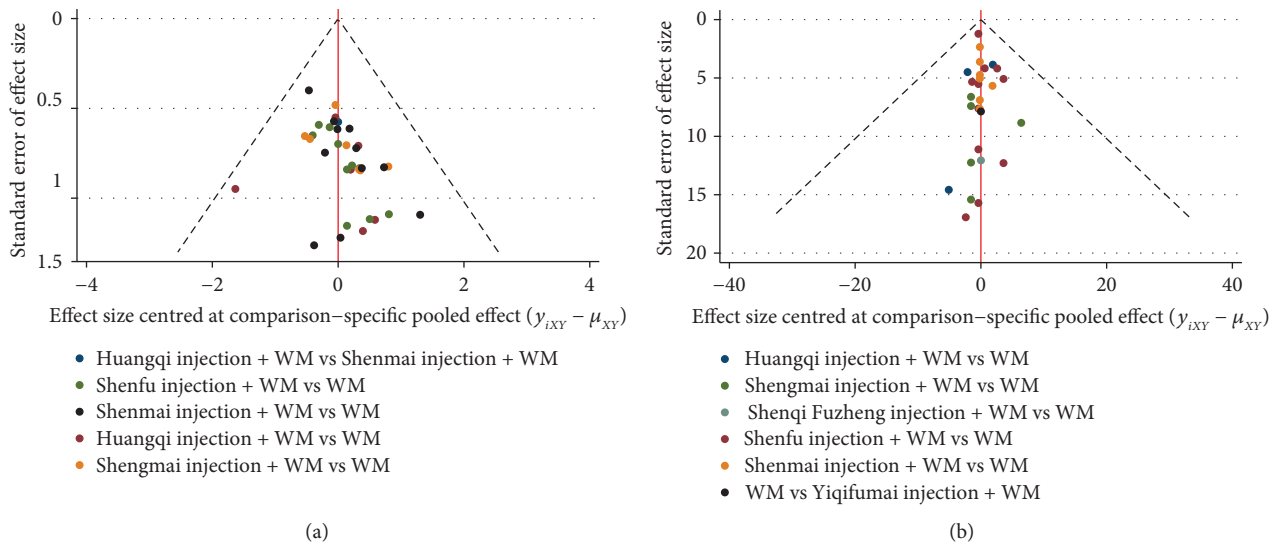 0
0.5
1
1.5
Standard error of effect size
−4
−2
0
2
4
Effect size centred at comparison–specific pooled effect (y_iXY − μ_XY)
Huangqi injection + WM vs Shenmai injection + WM
Shenfu injection + WM vs WM
Shenmai injection + WM vs WM
Huangqi injection + WM vs WM
Shengmai injection + WM vs WM
(a)
0
5
10
15
20
Standard error of effect size
−40
−20
0
20
40
Effect size centred at comparison–specific pooled effect (y_iXY − μ_XY)
Huangqi injection + WM vs WM
Shengmai injection + WM vs WM
Shenqi Fuzheng injection + WM vs WM
Shenfu injection + WM vs WM
Shenmai injection + WM vs WM
WM vs Yiqifumai injection + WM
(b)